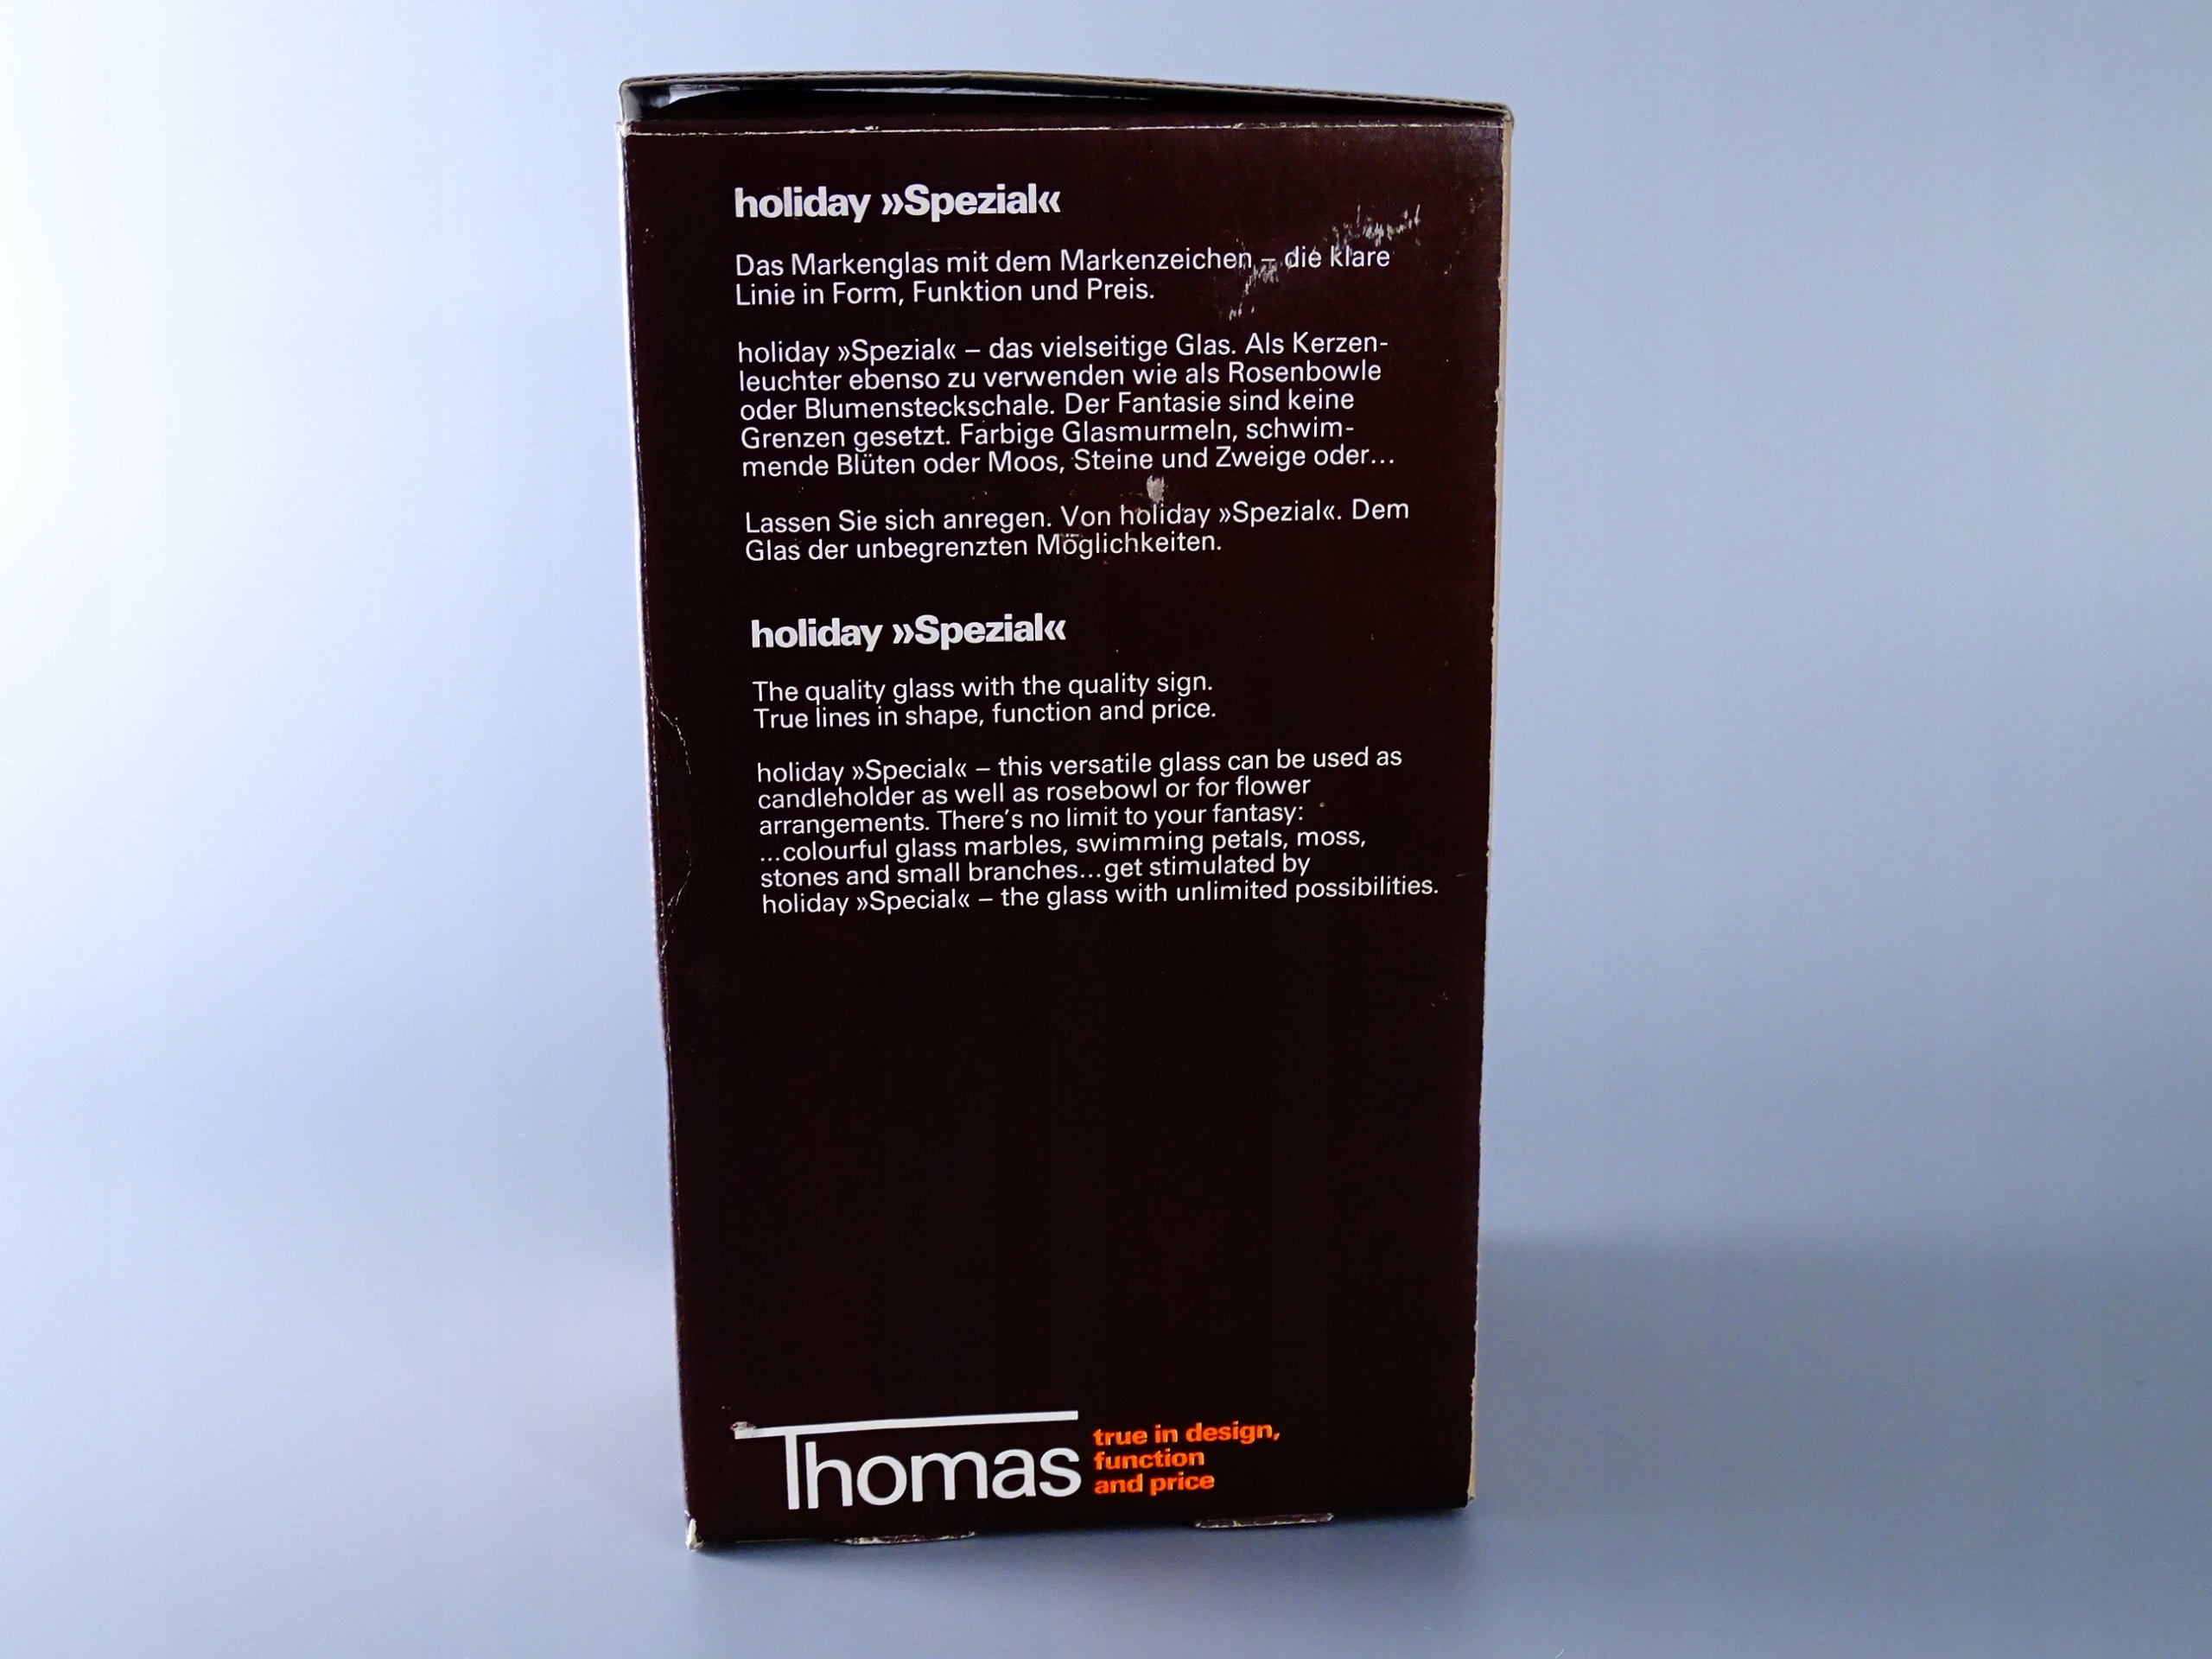 holiday »Spezial«
Das Markenglas mit dem Markenzeichen – die klare
Linie in Form, Funktion und Preis.
holiday »Spezial« – das vielseitige Glas. Als Kerzen-
leuchter ebenso zu verwenden wie als Rosenbowle
oder Blumensteckschale. Der Fantasie sind keine
Grenzen gesetzt. Farbige Glasmurmeln, schwim-
mende Blüten oder Moos, Steine und Zweige oder...
Lassen Sie sich anregen. Von holiday »Spezial«. Dem
Glas der unbegrenzten Möglichkeiten.
holiday »Spezial«
The quality glass with the quality sign.
True lines in shape, function and price.
holiday »Special« – this versatile glass can be used as
candleholder as well as rosebowl or for flower
arrangements. There's no limit to your fantasy:
...colourful glass marbles, swimming petals, moss,
stones and small branches...get stimulated by
holiday »Special« – the glass with unlimited possibilities.
Thomas
true in design,
function
and price